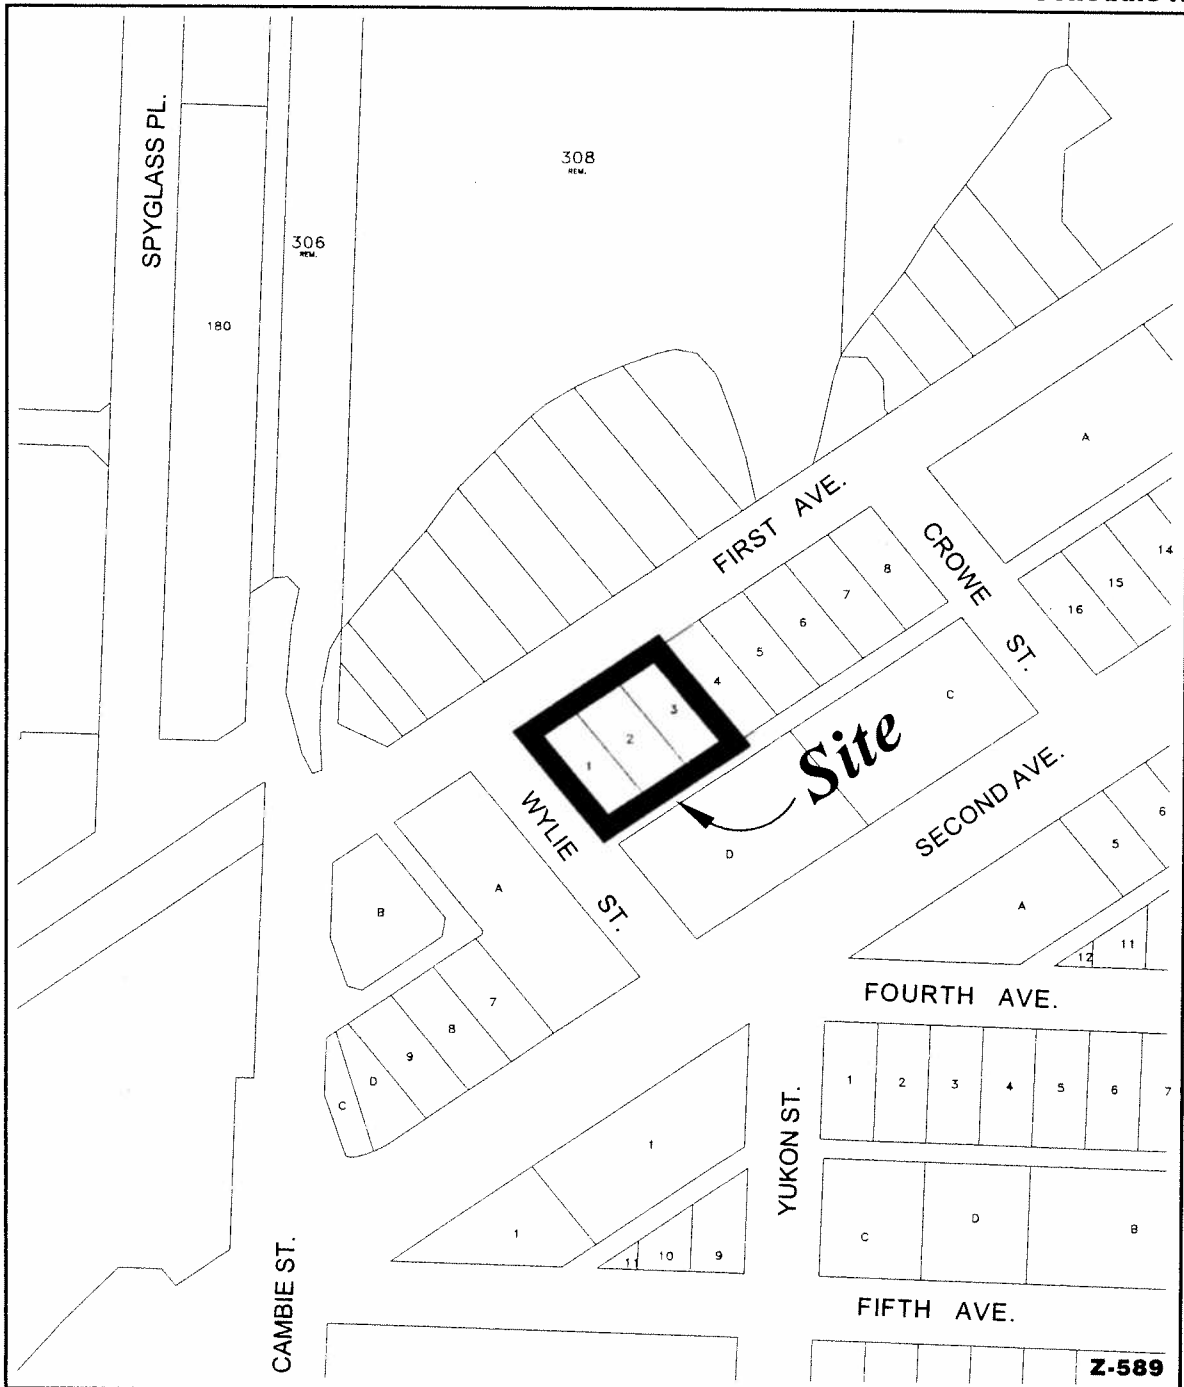 SPYGLASS PL.
308
REM.
306
REM.
180
A
FIRST AVE.
CROWE
ST.
14
15
16
8
7
6
5
4
3
2
1
C
D
Site
WYLIE
ST.
SECOND AVE.
6
5
A
12
11
B
A
7
8
9
D
C
FOURTH AVE.
1
2
3
4
5
6
7
YUKON ST.
1
1
11
10
9
C
D
B
CAMBIE ST.
FIFTH AVE.
Z-589